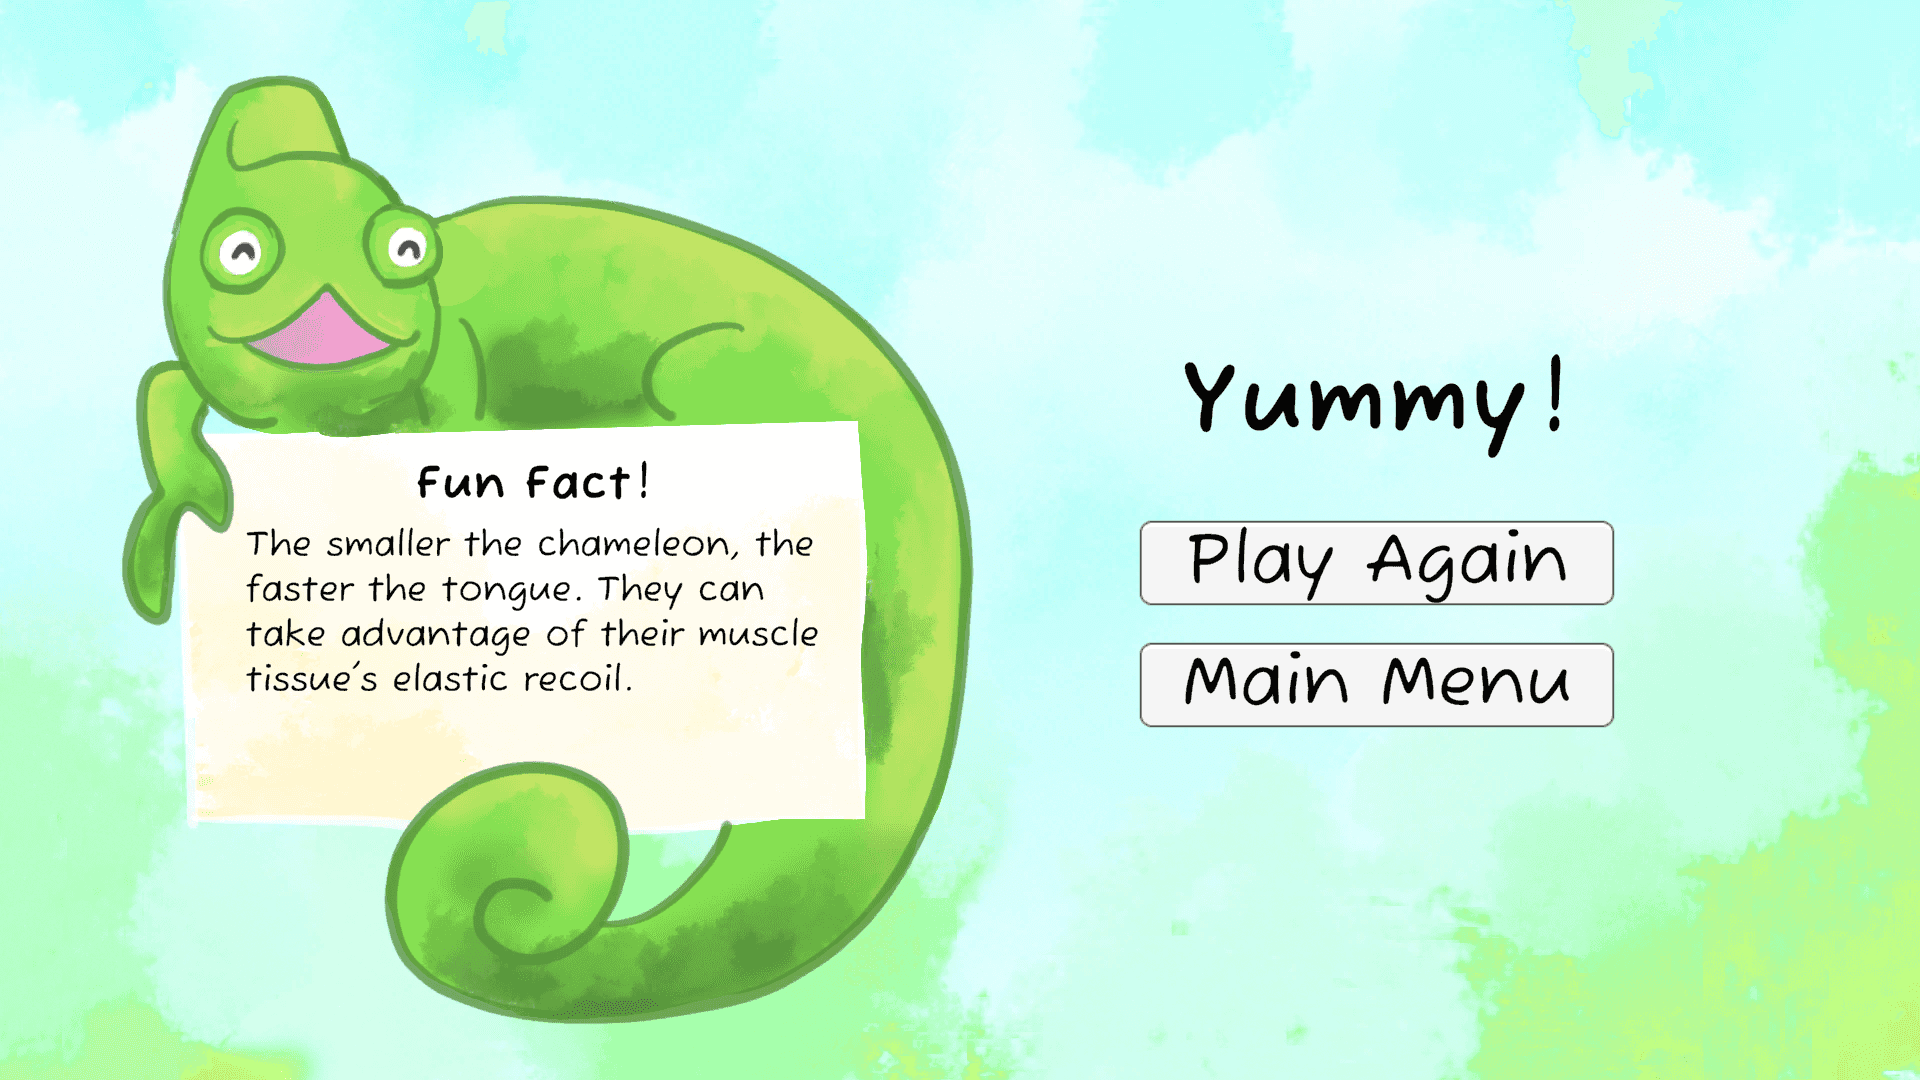 Fun Fact!
The smaller the chameleon, the
faster the tongue. They can
take advantage of their muscle
tissue's elastic recoil.
Yummy!
Play Again
Main Menu